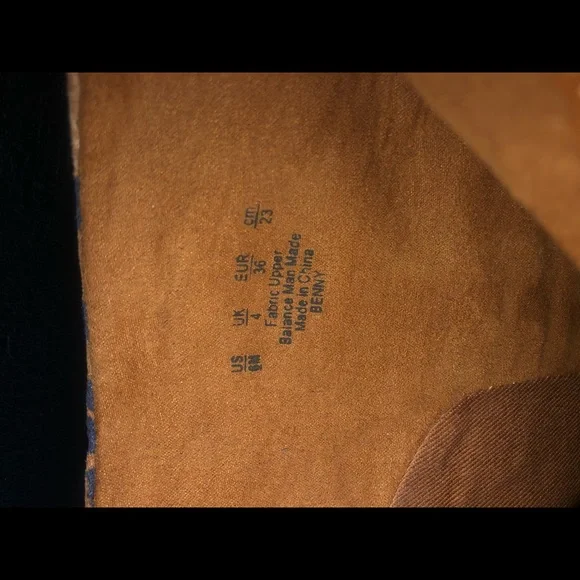 US UK EUR cm
6M 4 36 23
Fabric Upper
Balance Man Made
Made in China
BENNY